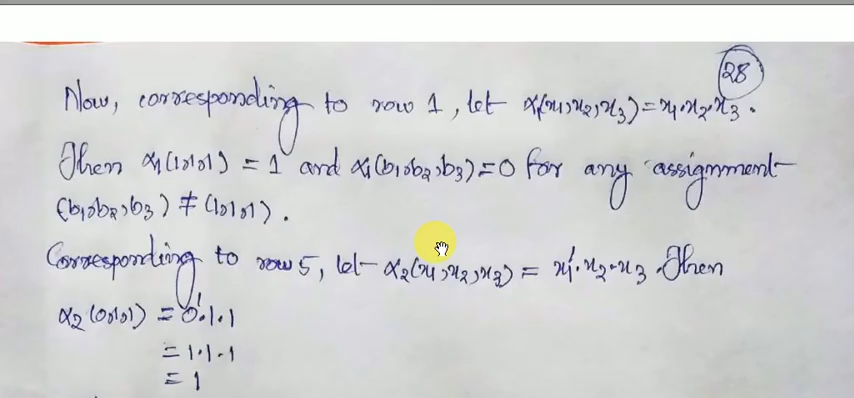 28
Now, corresponding to row 1, let α₁(x₁,x₂,x₃)=x₁·x₂·x₃.
Then α₁(1,1,1) = 1 and α₁(b₁,b₂,b₃)=0 for any assignment
(b₁,b₂,b₃) ≠ (1,1,1).
Corresponding to row 5, let α₂(x₁,x₂,x₃) = x₁'·x₂·x₃. Then
α₂(0,1,1) = 0'.1.1
= 1.1.1
= 1